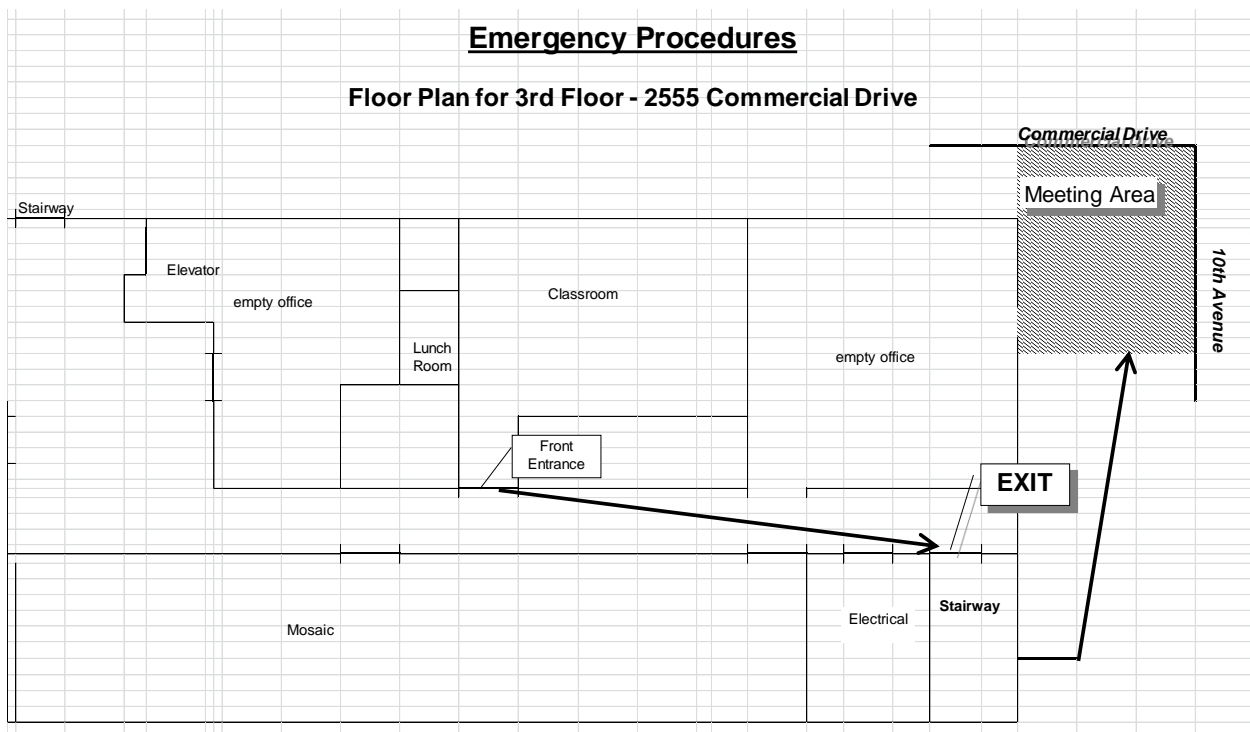 Emergency Procedures
Floor Plan for 3rd Floor - 2555 Commercial Drive
Commercial Drive
Meeting Area
Stairway
10th Avenue
Elevator
empty office
Classroom
Lunch
Room
empty office
Front
Entrance
EXIT
Stairway
Electrical
Mosaic